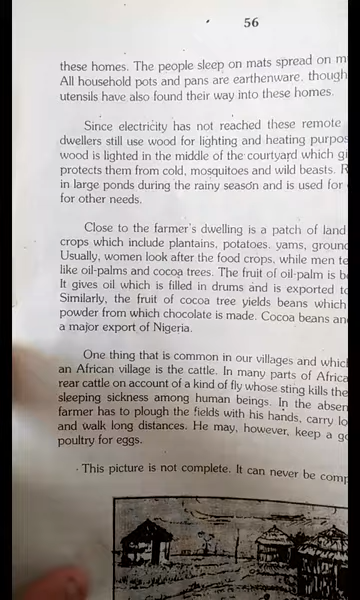 56
these homes. The people sleep on mats spread on
All household pots and pans are earthenware, though
utensils have also found their way into these homes.
Since electricity has not reached these remote
dwellers still use wood for lighting and heating
wood is lighted in the middle of the courtyard which
protects them from cold, mosquitoes and wild beasts.
in large ponds during the rainy season and is used for
for other needs.
Close to the farmer's dwelling is a patch of land
crops which include plantains, potatoes, yams,
Usually, women look after the food crops, while men
like oil-palms and cocoa trees. The fruit of oil-palm is
It gives oil which is filled in drums and is exported
Similarly, the fruit of cocoa tree yields beans which
powder from which chocolate is made. Cocoa beans
a major export of Nigeria.
One thing that is common in our villages and
an African village is the cattle. In many parts of Africa
rear cattle on account of a kind of fly whose sting kills
sleeping sickness among human beings. In the
farmer has to plough the fields with his hands, carry
and walk long distances. He may, however, keep a
poultry for eggs.
This picture is not complete. It can never be